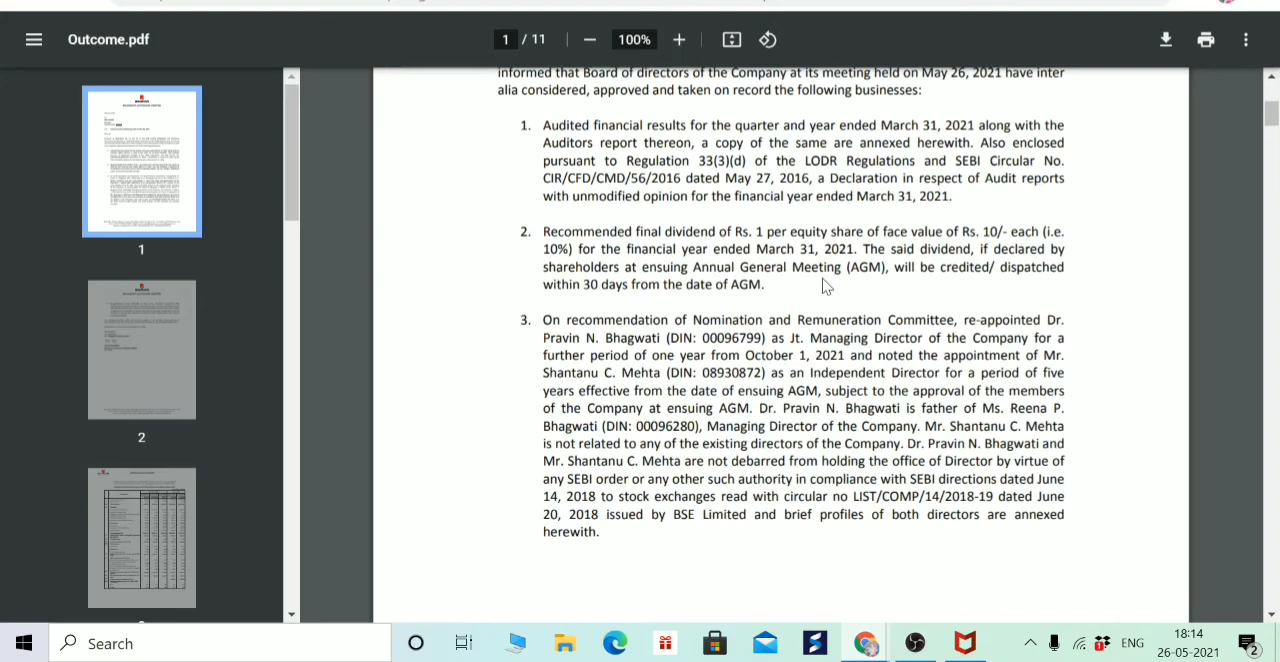 Outcome.pdf
1 / 11
100%
informed that Board of directors of the Company at its meeting held on May 26, 2021 have inter
alia considered, approved and taken on record the following businesses:
1. Audited financial results for the quarter and year ended March 31, 2021 along with the
Auditors report thereon, a copy of the same are annexed herewith. Also enclosed
pursuant to Regulation 33(3)(d) of the LODR Regulations and SEBI Circular No.
CIR/CFD/CMD/56/2016 dated May 27, 2016, a Declaration in respect of Audit reports
with unmodified opinion for the financial year ended March 31, 2021.
2. Recommended final dividend of Rs. 1 per equity share of face value of Rs. 10/- each (i.e.
10%) for the financial year ended March 31, 2021. The said dividend, if declared by
shareholders at ensuing Annual General Meeting (AGM), will be credited/ dispatched
within 30 days from the date of AGM.
3. On recommendation of Nomination and Remuneration Committee, re-appointed Dr.
Pravin N. Bhagwati (DIN: 00096799) as Jt. Managing Director of the Company for a
further period of one year from October 1, 2021 and noted the appointment of Mr.
Shantanu C. Mehta (DIN: 08930872) as an Independent Director for a period of five
years effective from the date of ensuing AGM, subject to the approval of the members
of the Company at ensuing AGM. Dr. Pravin N. Bhagwati is father of Ms. Reena P.
Bhagwati (DIN: 00096280), Managing Director of the Company. Mr. Shantanu C. Mehta
is not related to any of the existing directors of the Company. Dr. Pravin N. Bhagwati and
Mr. Shantanu C. Mehta are not debarred from holding the office of Director by virtue of
any SEBI order or any other such authority in compliance with SEBI directions dated June
14, 2018 to stock exchanges read with circular no LIST/COMP/14/2018-19 dated June
20, 2018 issued by BSE Limited and brief profiles of both directors are annexed
herewith.
1
2
Search
ENG
18:14
26-05-2021
1
2